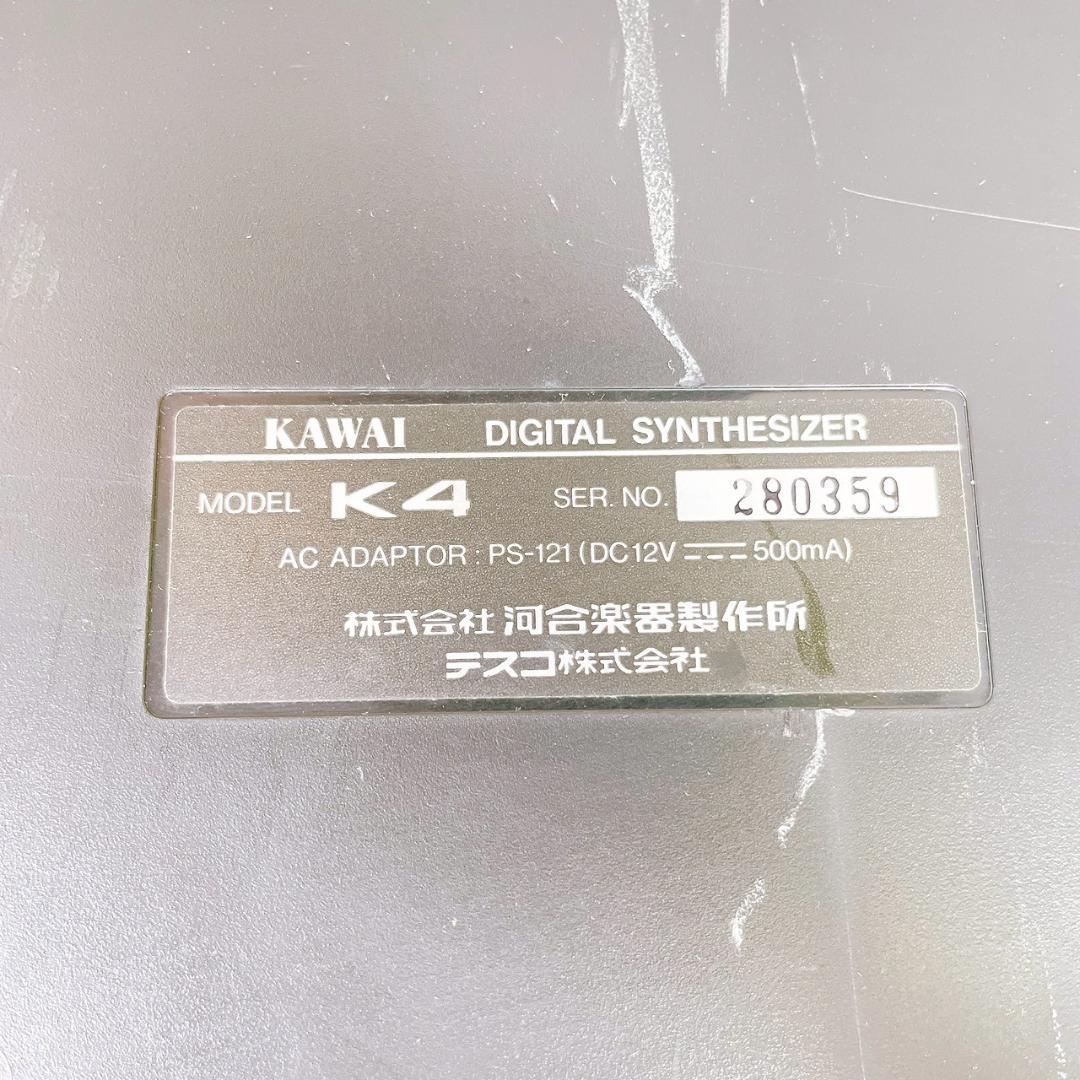 KAWAI DIGITAL SYNTHESIZER
MODEL K4 SER. NO. 280359
AC ADAPTOR : PS-121 (DC12V ⎓ 500mA)
株式会社 河合楽器製作所
テスコ株式会社